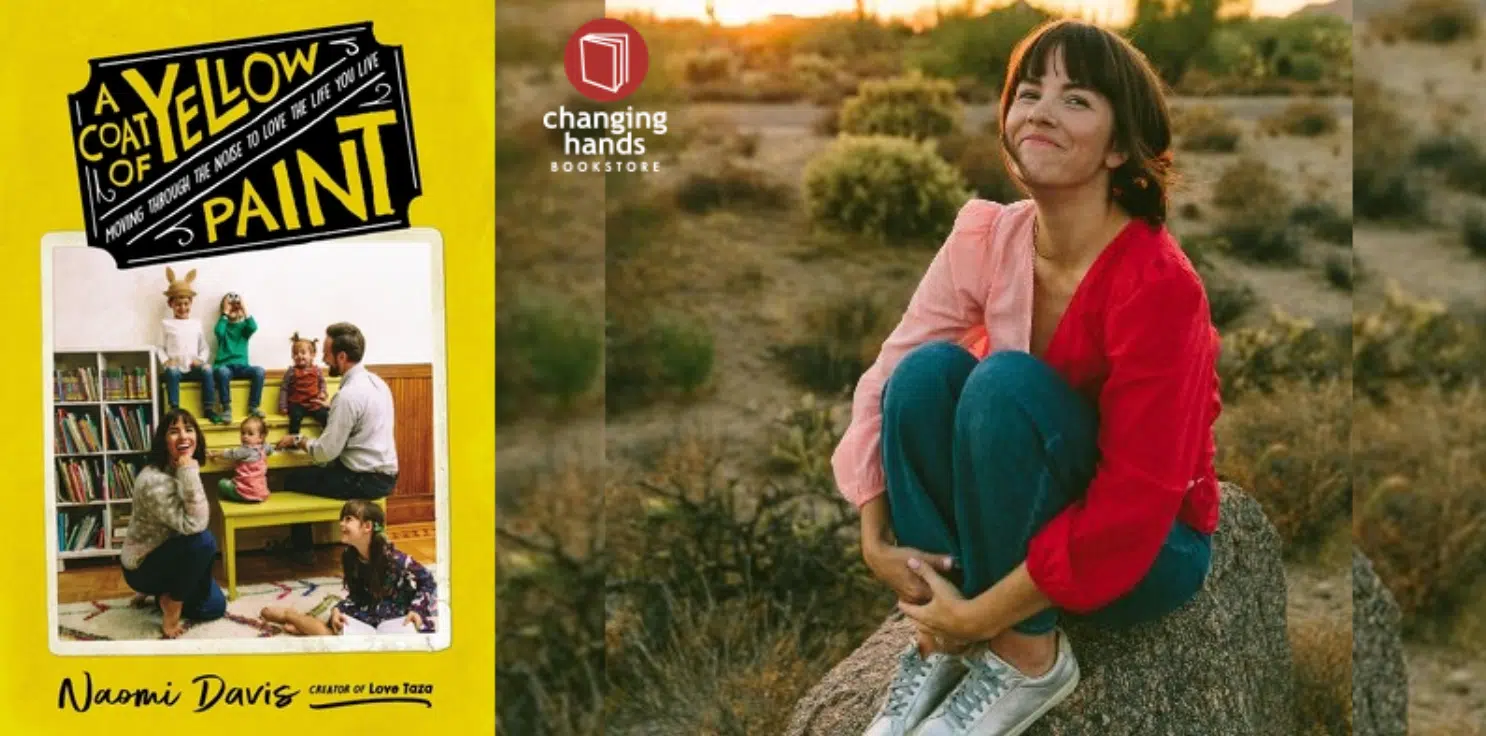 A COAT OF YELLOW
MOVING THROUGH THE NOISE TO LOVE THE LIFE YOU LIVE
PAINT
Naomi Davis CREATOR OF Love Taza
changing
hands
BOOKSTORE